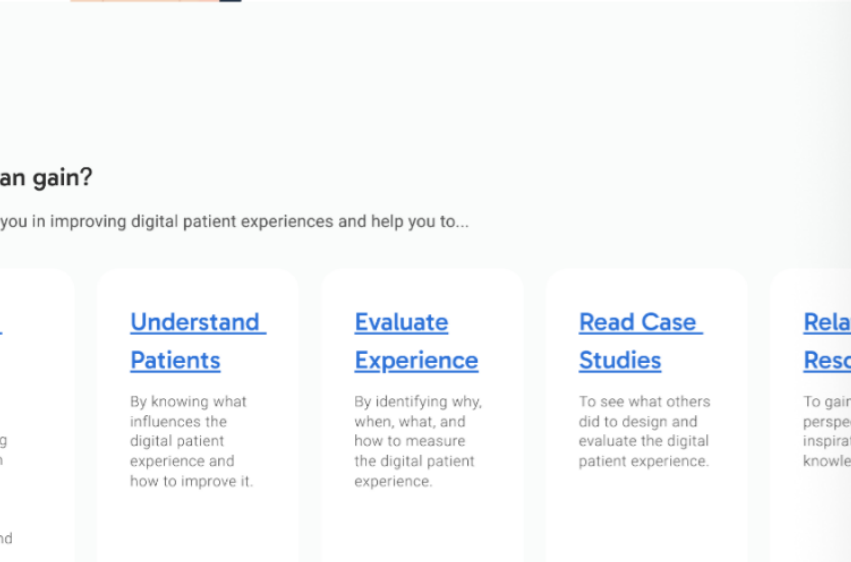 an gain?
you in improving digital patient experiences and help you to...
Understand
Patients
By knowing what
influences the
digital patient
experience and
how to improve it.
Evaluate
Experience
By identifying why,
when, what, and
how to measure
the digital patient
experience.
Read Case
Studies
To see what others
did to design and
evaluate the digital
patient experience.
To